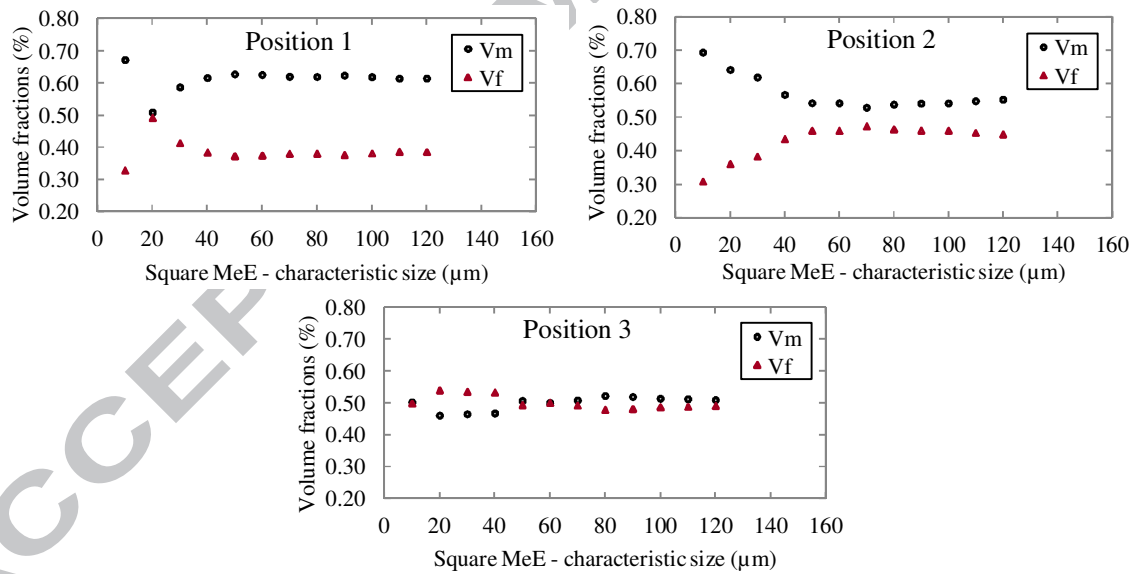 Position 1
Vm
Vf
Volume fractions (%)
0.80
0.70
0.60
0.50
0.40
0.30
0.20
0 20 40 60 80 100 120 140 160
Square MeE - characteristic size (µm)
Position 2
Vm
Vf
Volume fractions (%)
0.80
0.70
0.60
0.50
0.40
0.30
0.20
0 20 40 60 80 100 120 140 160
Square MeE - characteristic size (µm)
Position 3
Vm
Vf
Volume fractions (%)
0.80
0.70
0.60
0.50
0.40
0.30
0.20
0 20 40 60 80 100 120 140 160
Square MeE - characteristic size (µm)
ACCEP